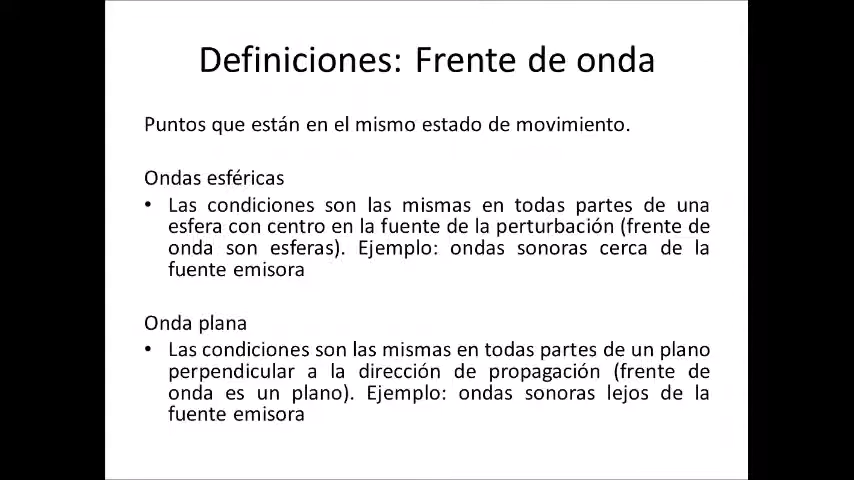 Definiciones: Frente de onda
Puntos que están en el mismo estado de movimiento.
Ondas esféricas
• Las condiciones son las mismas en todas partes de una
esfera con centro en la fuente de la perturbación (frente de
onda son esferas). Ejemplo: ondas sonoras cerca de la
fuente emisora
Onda plana
• Las condiciones son las mismas en todas partes de un plano
perpendicular a la dirección de propagación (frente de
onda es un plano). Ejemplo: ondas sonoras lejos de la
fuente emisora